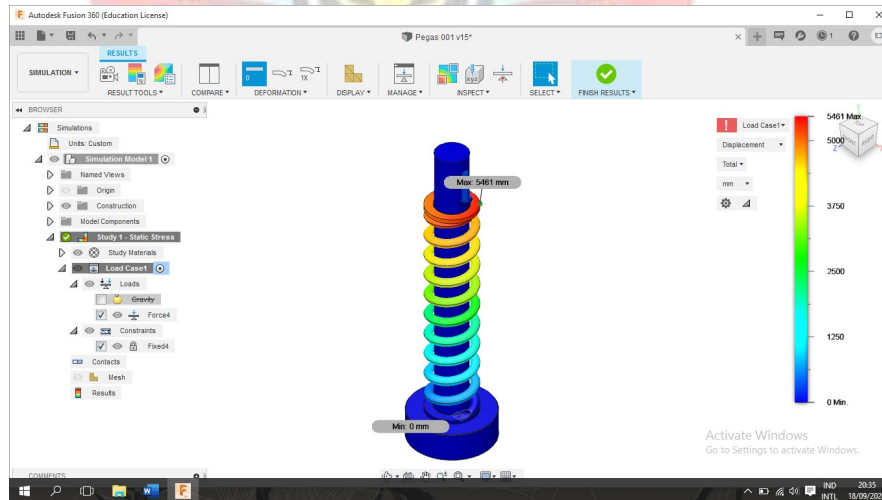 Autodesk Fusion 360 (Education License)
Pegas 001 v15*
1
RESULTS
SIMULATION
RESULT TOOLS
COMPARE
DEFORMATION
DISPLAY
MANAGE
INSPECT
SELECT
FINISH RESULTS
BROWSER
Simulations
Units: Custom
Simulation Model 1
Named Views
Origin
Construction
Model Components
Study 1 - Static Stress
Study Materials
Load Case1
Loads
Gravity
Force4
Constraints
Fixed4
Contacts
Mesh
Results
Max: 5461 mm
Min: 0 mm
Load Case1
Displacement
Total
mm
5461 Max.
5000
3750
2500
1250
0 Min.
Activate Windows
Go to Settings to activate Windows.
COMMENTS
IND
INTL
20:35